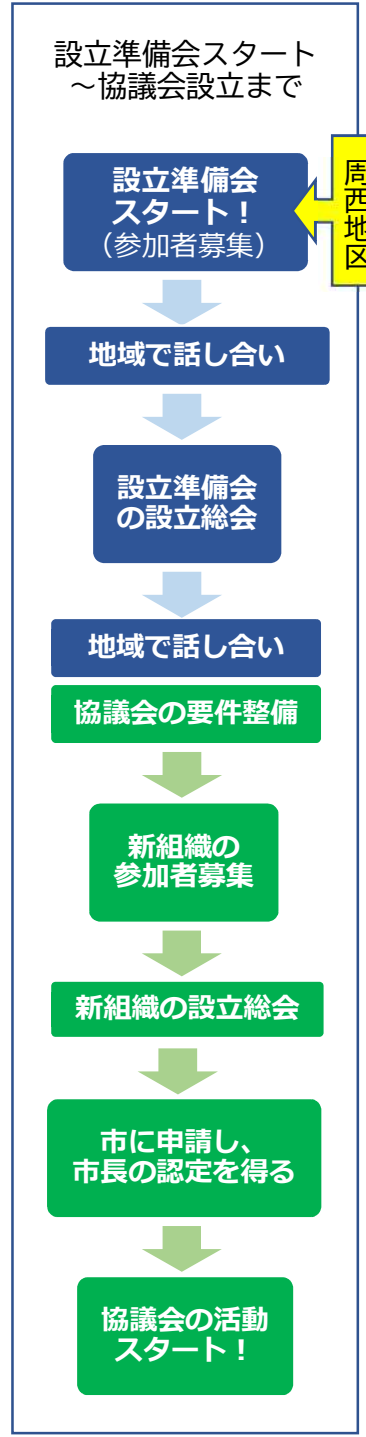 設立準備会スタート
～協議会設立まで
設立準備会
スタート！
（参加者募集）
周西地区
地域で話し合い
設立準備会
の設立総会
地域で話し合い
協議会の要件整備
新組織の
参加者募集
新組織の設立総会
市に申請し、
市長の認定を得る
協議会の活動
スタート！